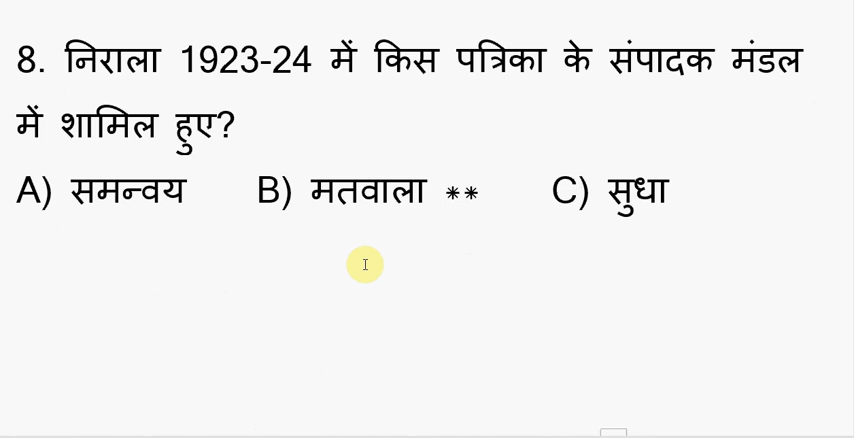 8. निराला 1923-24 में किस पत्रिका के संपादक मंडल
में शामिल हुए?
A) समन्वय B) मतवाला ** C) सुधा